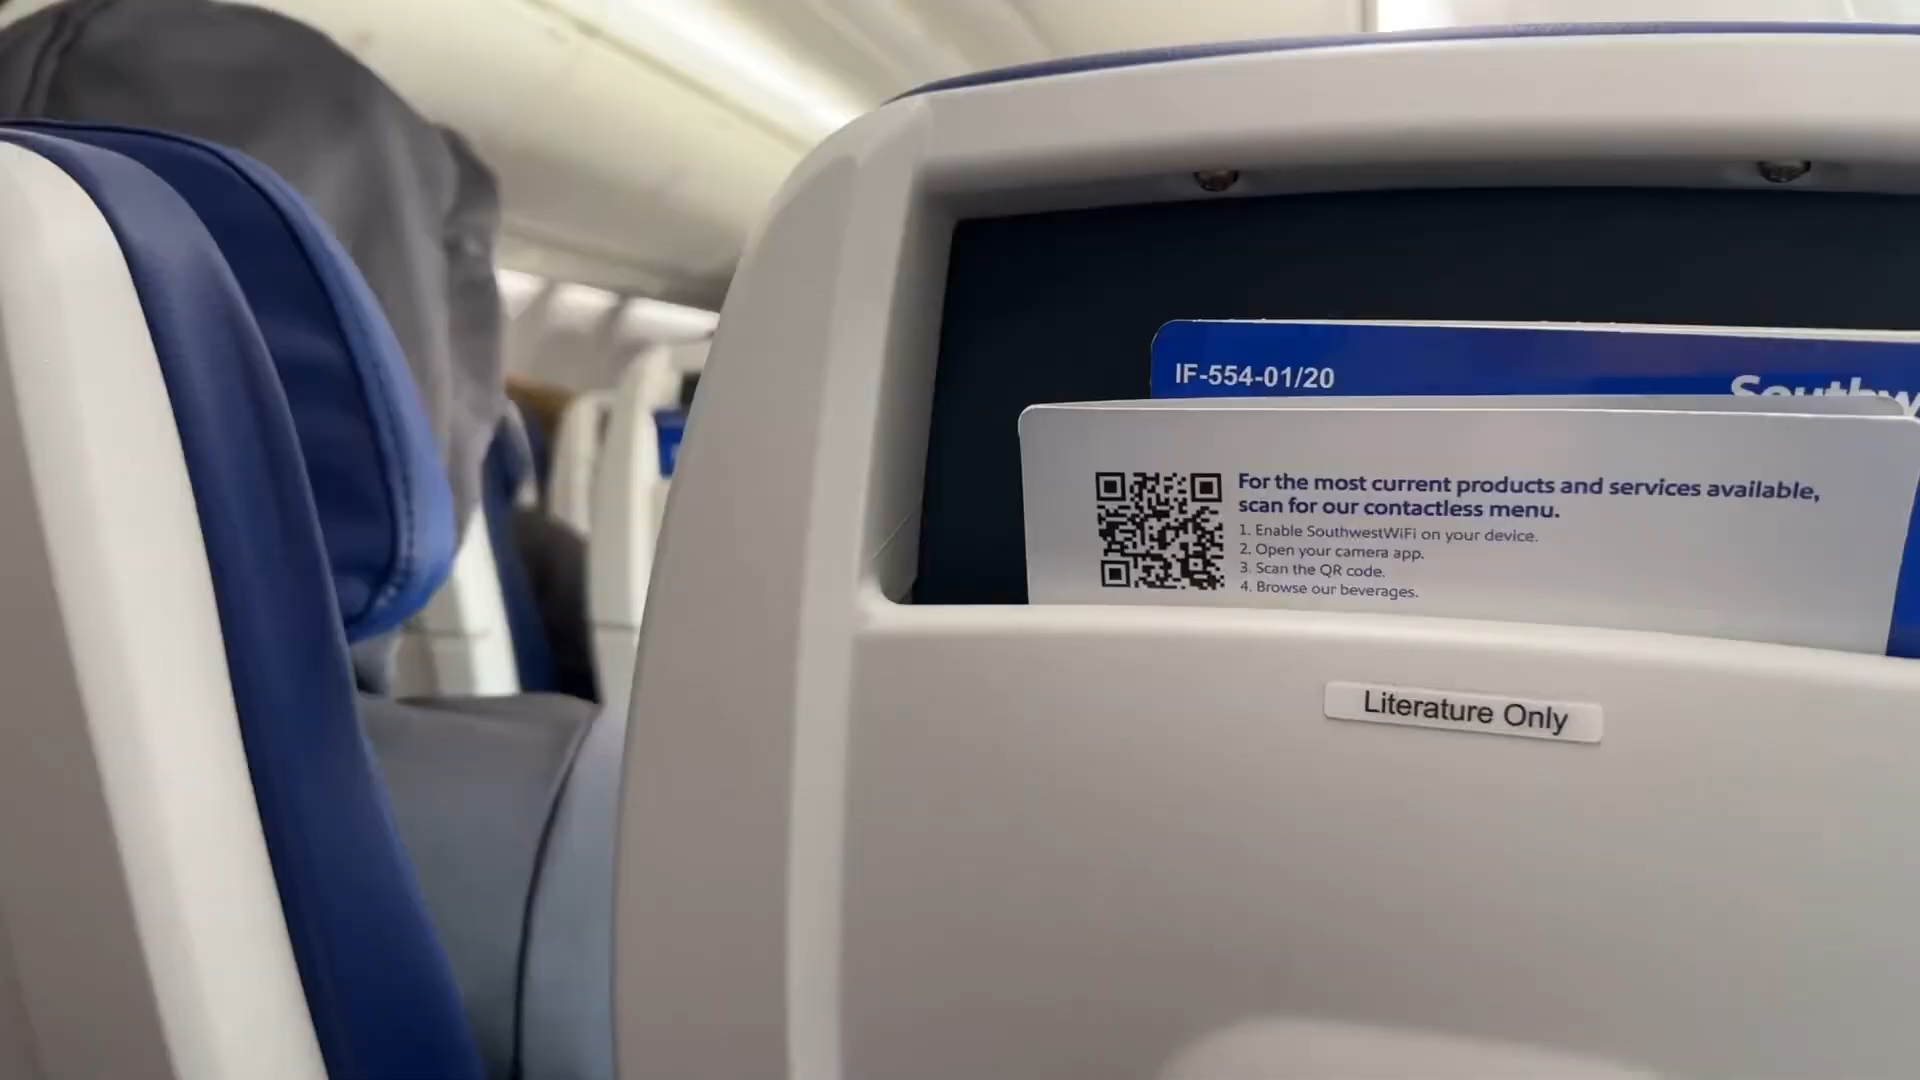 IF-554-01/20
Southw
For the most current products and services available,
scan for our contactless menu.
1. Enable SouthwestWiFi on your device.
2. Open your camera app.
3. Scan the QR code.
4. Browse our beverages.
Literature Only